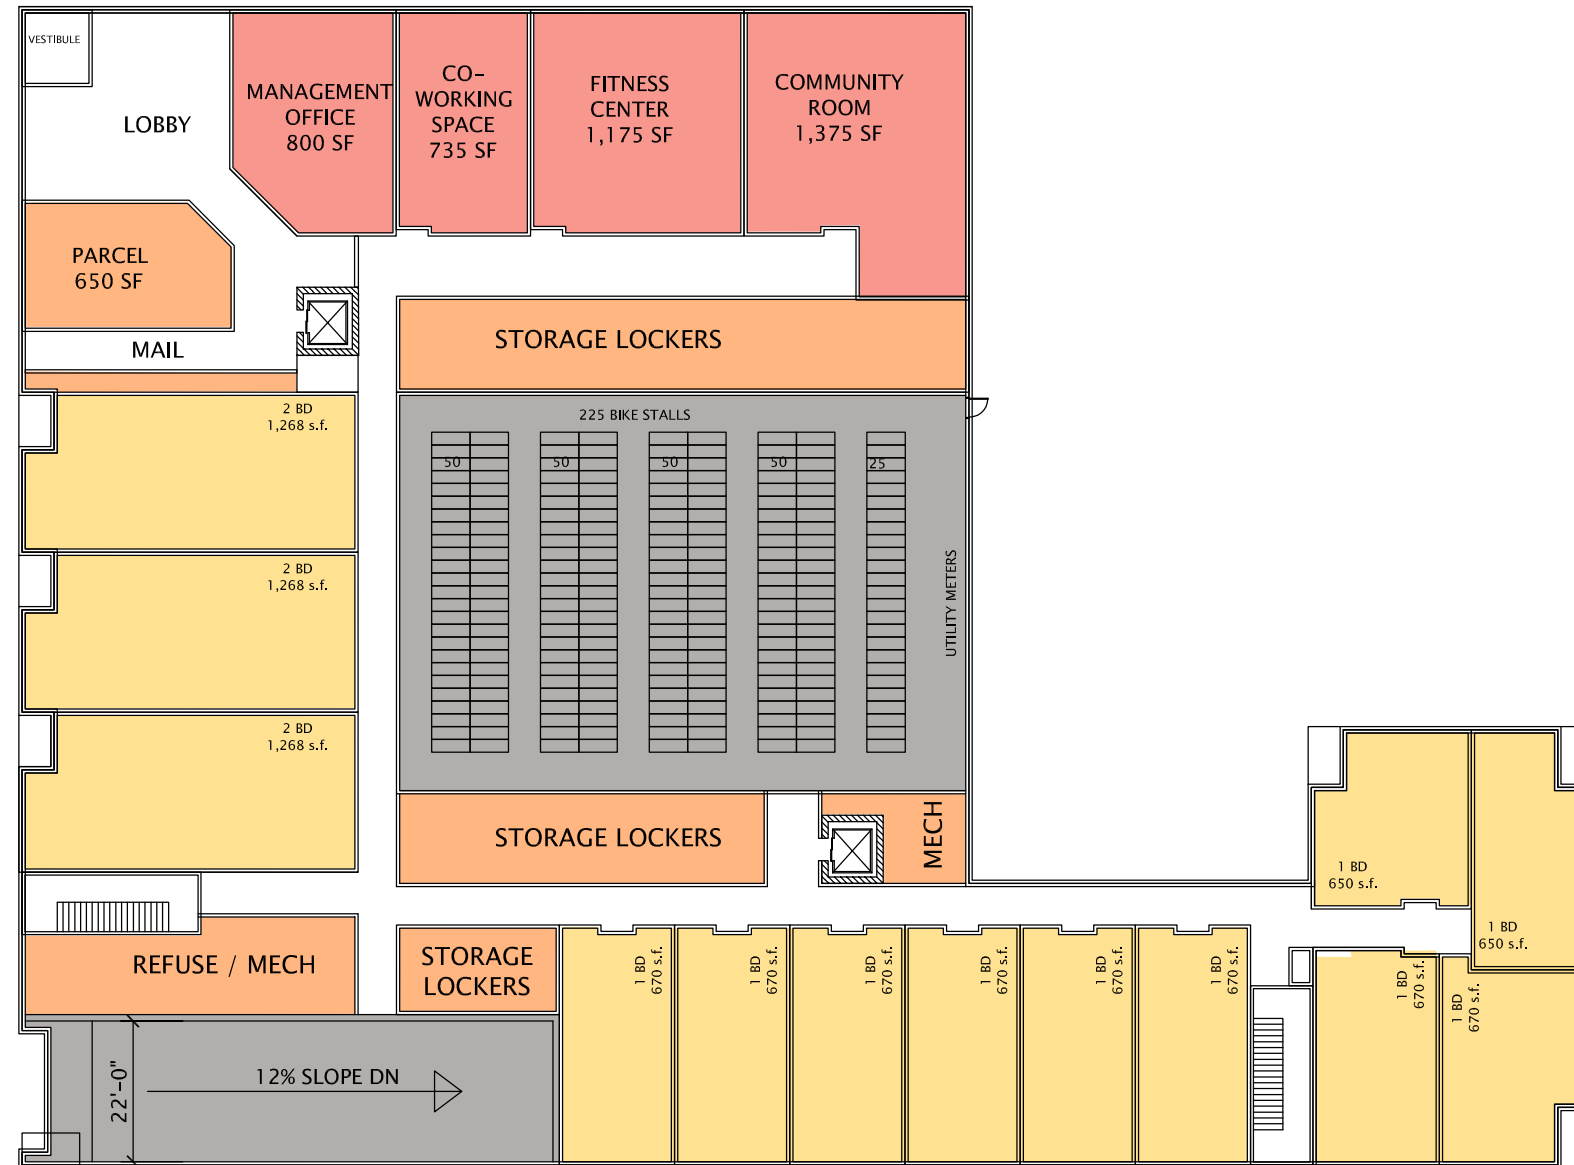 VESTIBULE
LOBBY
MANAGEMENT
OFFICE
800 SF
CO-
WORKING
SPACE
735 SF
FITNESS
CENTER
1,175 SF
COMMUNITY
ROOM
1,375 SF
PARCEL
650 SF
MAIL
STORAGE LOCKERS
2 BD
1,268 s.f.
225 BIKE STALLS
50
50
50
50
25
2 BD
1,268 s.f.
UTILITY METERS
2 BD
1,268 s.f.
STORAGE LOCKERS
MECH
1 BD
650 s.f.
1 BD
650 s.f.
REFUSE / MECH
STORAGE
LOCKERS
1 BD
670 s.f.
1 BD
670 s.f.
1 BD
670 s.f.
1 BD
670 s.f.
1 BD
670 s.f.
1 BD
670 s.f.
1 BD
670 s.f.
1 BD
670 s.f.
22'-0"
12% SLOPE DN